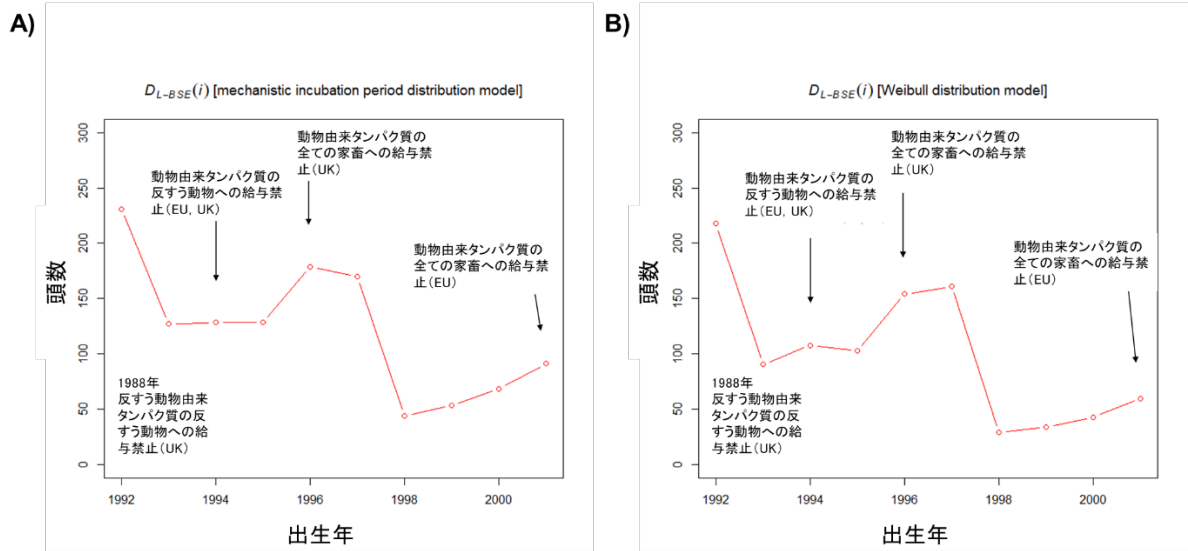 A)
D_{L-BSE}(i) [mechanistic incubation period distribution model]
300
250
200
150
100
50
0
頭数
動物由来タンパク質の
反すう動物への給与禁
止（EU, UK）
動物由来タンパク質の
全ての家畜への給与禁
止（UK）
動物由来タンパク質の
全ての家畜への給与禁
止（EU）
1988年
反すう動物由来
タンパク質の反
すう動物への給
与禁止（UK）
1992
1994
1996
1998
2000
出生年
B)
D_{L-BSE}(i) [Weibull distribution model]
300
250
200
150
100
50
0
頭数
動物由来タンパク質の
反すう動物への給与禁
止（EU, UK）
動物由来タンパク質の
全ての家畜への給与禁
止（UK）
動物由来タンパク質の
全ての家畜への給与禁
止（EU）
1988年
反すう動物由来
タンパク質の反
すう動物への給
与禁止（UK）
1992
1994
1996
1998
2000
出生年